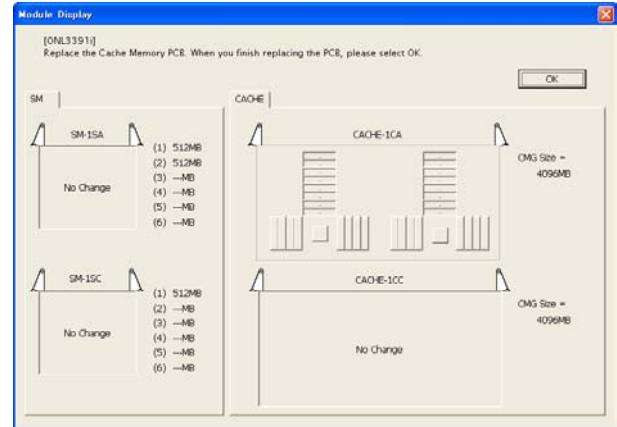 Module Display
[ONL3391i]
Replace the Cache Memory PCB. When you finish replacing the PCB, please select OK.
OK
SM
CACHE
SM-1SA
(1) 512MB
(2) 512MB
(3) ---MB
(4) ---MB
(5) ---MB
(6) ---MB
No Change
CACHE-1CA
CMG Size =
4096MB
SM-1SC
(1) 512MB
(2) ---MB
(3) ---MB
(4) ---MB
(5) ---MB
(6) ---MB
No Change
CACHE-1CC
No Change
CMG Size =
4096MB